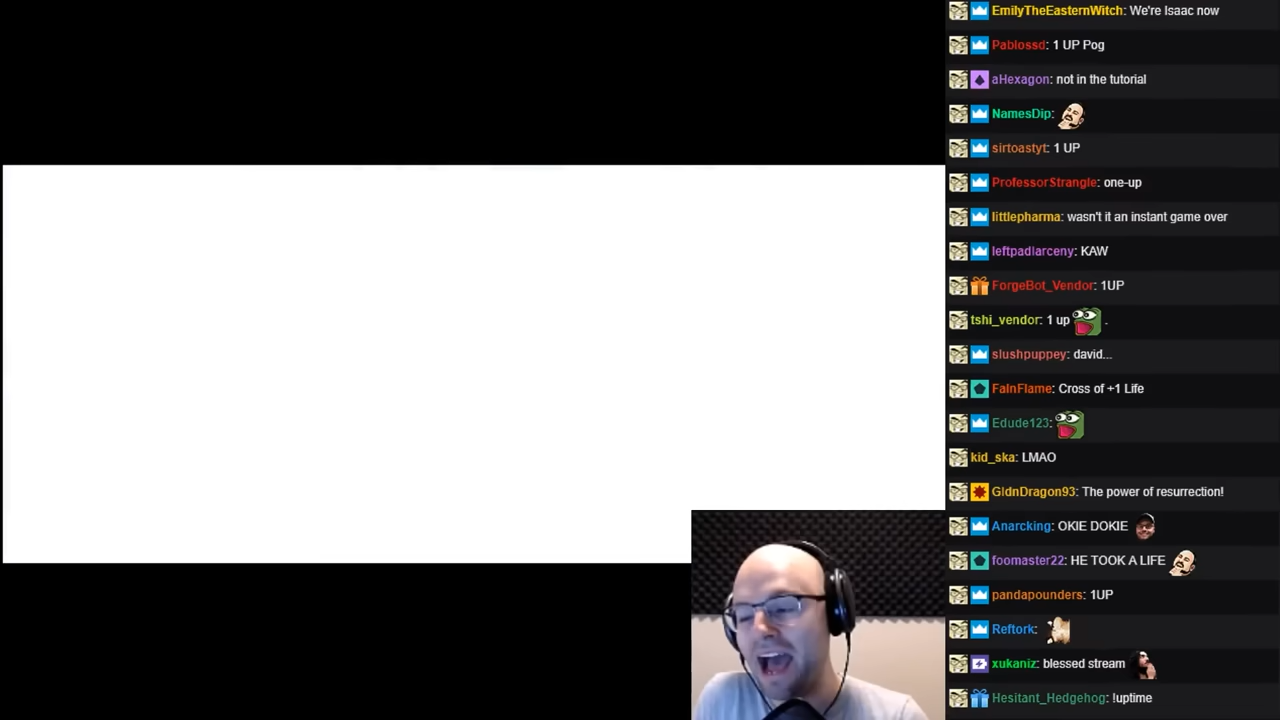 EmilyTheEasternWitch: We're Isaac now
Pablossd: 1 UP Pog
aHexagon: not in the tutorial
NamesDip:
sirtoastyt: 1 UP
ProfessorStrangle: one-up
littlepharma: wasn't it an instant game over
leftpadlarceny: KAW
ForgeBot_Vendor: 1UP
tshi_vendor: 1 up .
slushpuppey: david...
FalnFlame: Cross of +1 Life
Edude123:
kid_ska: LMAO
GldnDragon93: The power of resurrection!
Anarcking: OKIE DOKIE
foomaster22: HE TOOK A LIFE
pandapounders: 1UP
Reftork:
xukaniz: blessed stream
Hesitant_Hedgehog: !uptime